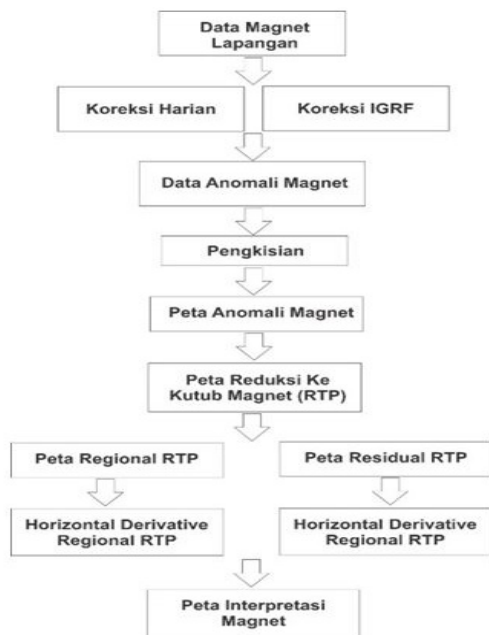 Data Magnet
Lapangan
Koreksi Harian
Koreksi IGRF
Data Anomali Magnet
Pengkisian
Peta Anomali Magnet
Peta Reduksi Ke
Kutub Magnet (RTP)
Peta Regional RTP
Peta Residual RTP
Horizontal Derivative
Regional RTP
Horizontal Derivative
Regional RTP
Peta Interpretasi
Magnet